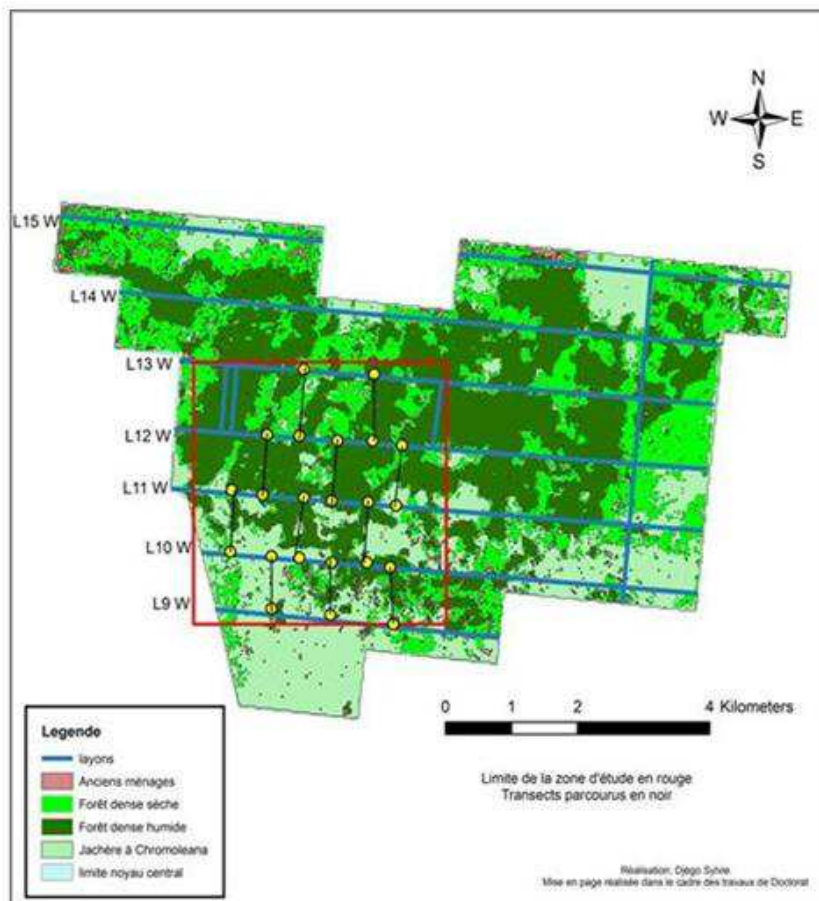 N
W E
S
L15 W
L14 W
L13 W
L12 W
L11 W
L10 W
L9 W
0 1 2 4 Kilometers
Limite de la zone d'étude en rouge
Transects parcourus en noir
Legende
layons
Anciens ménages
Forêt dense sèche
Forêt dense humide
Jachère à Chromoleana
limite noyau central
Réalisation: Djègo Sylvie
Mise en page réalisée dans le cadre des travaux de Doctorat